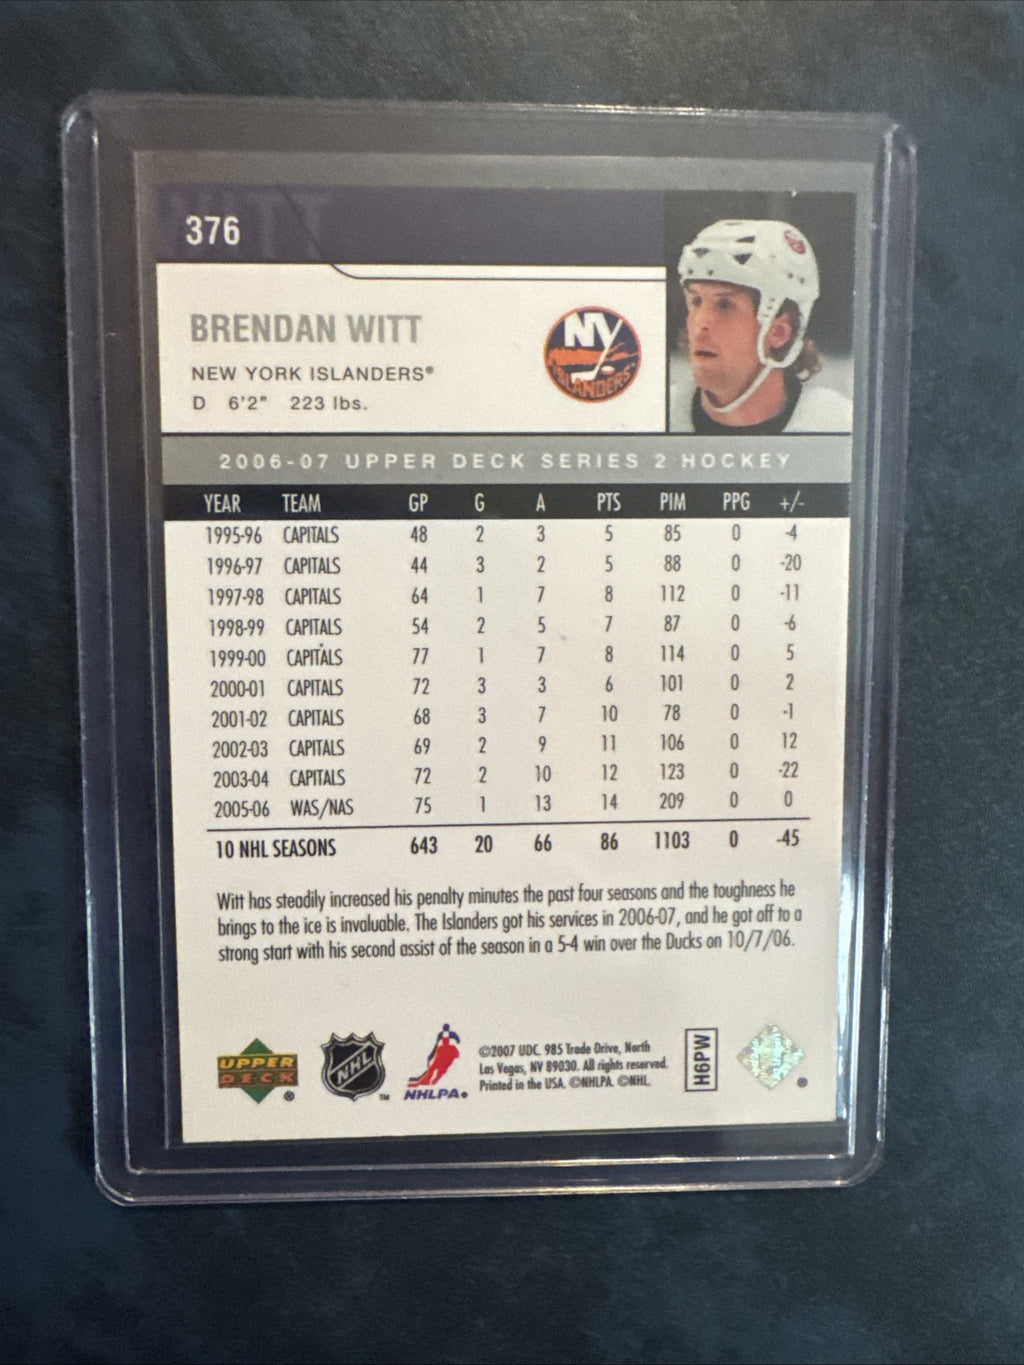 376
BRENDAN WITT
NEW YORK ISLANDERS®
D 6'2" 223 lbs.
NY
ISLANDERS
2006-07 UPPER DECK SERIES 2 HOCKEY
YEAR TEAM GP G A PTS PIM PPG +/-
1995-96 CAPITALS 48 2 3 5 85 0 -4
1996-97 CAPITALS 44 3 2 5 88 0 -20
1997-98 CAPITALS 64 1 7 8 112 0 -11
1998-99 CAPITALS 54 2 5 7 87 0 -6
1999-00 CAPITALS 77 1 7 8 114 0 5
2000-01 CAPITALS 72 3 3 6 101 0 2
2001-02 CAPITALS 68 3 7 10 78 0 -1
2002-03 CAPITALS 69 2 9 11 106 0 12
2003-04 CAPITALS 72 2 10 12 123 0 -22
2005-06 WAS/NAS 75 1 13 14 209 0 0
10 NHL SEASONS 643 20 66 86 1103 0 -45
Witt has steadily increased his penalty minutes the past four seasons and the toughness he
brings to the ice is invaluable. The Islanders got his services in 2006-07, and he got off to a
strong start with his second assist of the season in a 5-4 win over the Ducks on 10/7/06.
UPPER
DECK®
NHL™
NHLPA®
©2007 UDC. 985 Trade Drive, North
Las Vegas, NV 89030. All rights reserved.
Printed in the USA. ©NHLPA. ©NHL.
H6PW
®